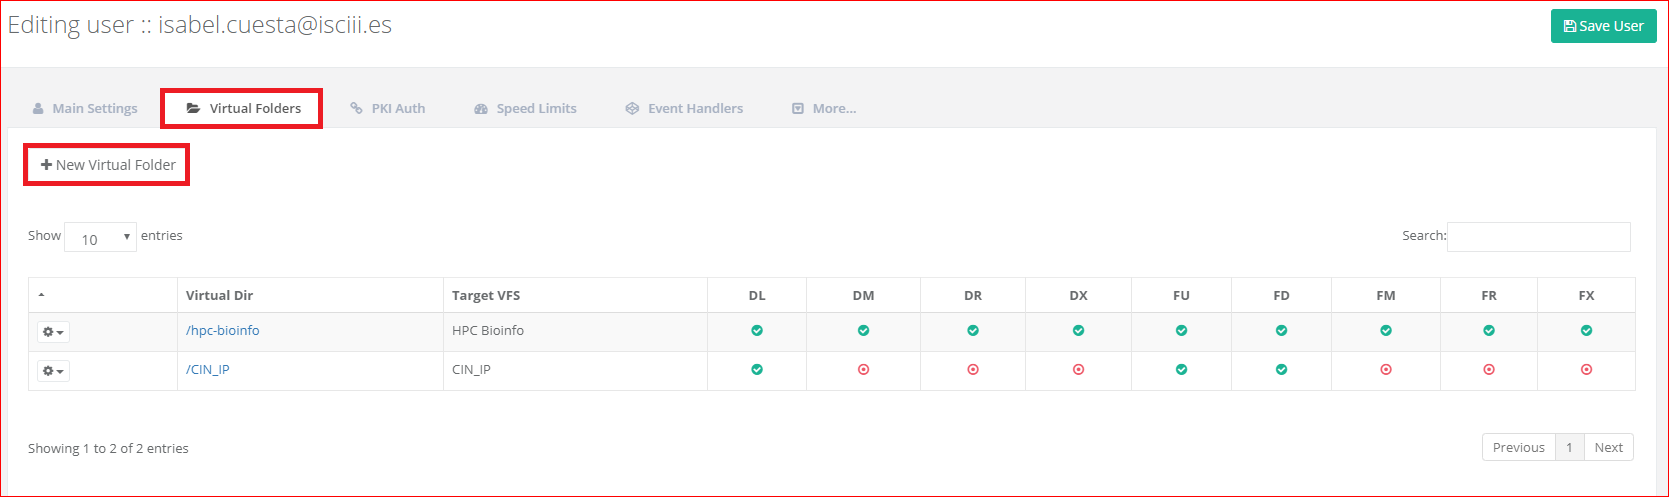 Editing user :: isabel.cuesta@isciii.es
Save User
Main Settings Virtual Folders PKI Auth Speed Limits Event Handlers More...
New Virtual Folder
Show 10 entries Search:
Virtual Dir Target VFS DL DM DR DX FU FD FM FR FX
/hpc-bioinfo HPC Bioinfo
/CIN_IP CIN_IP
Showing 1 to 2 of 2 entries Previous 1 Next